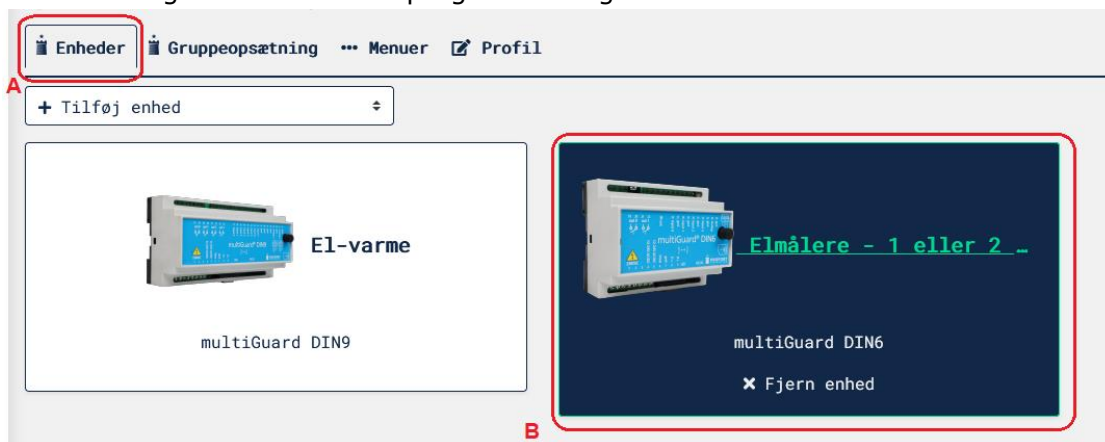 Enheder Gruppeopsætning ••• Menuer Profil
A
+ Tilføj enhed
El-varme
multiGuard DIN9
Elmålere - 1 eller 2 …
multiGuard DIN6
× Fjern enhed
B